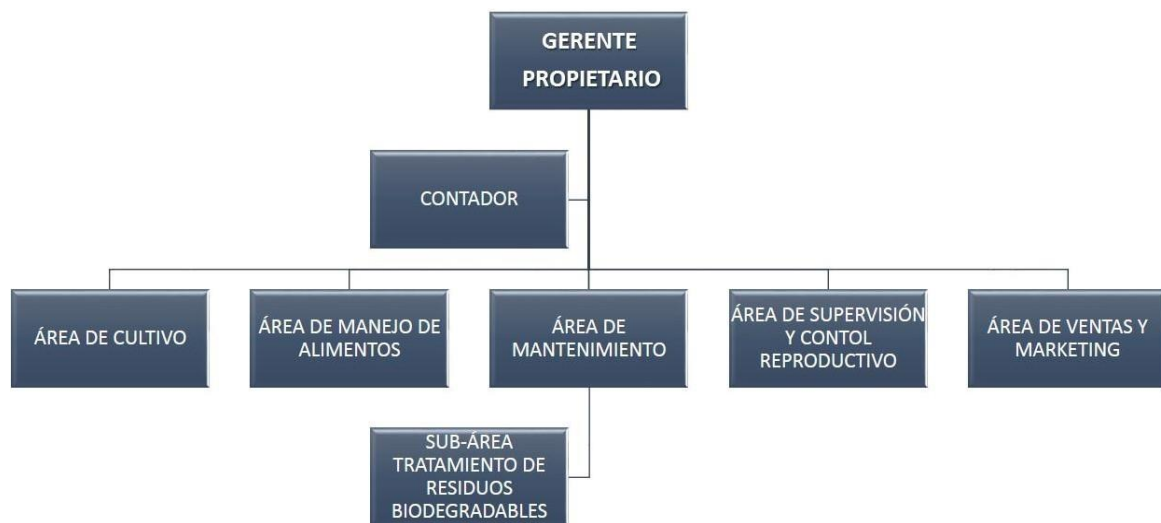 GERENTE
PROPIETARIO
CONTADOR
ÁREA DE CULTIVO
ÁREA DE MANEJO DE
ALIMENTOS
ÁREA DE
MANTENIMIENTO
ÁREA DE SUPERVISIÓN
Y CONTOL
REPRODUCTIVO
ÁREA DE VENTAS Y
MARKETING
SUB-ÁREA
TRATAMIENTO DE
RESIDUOS
BIODEGRADABLES